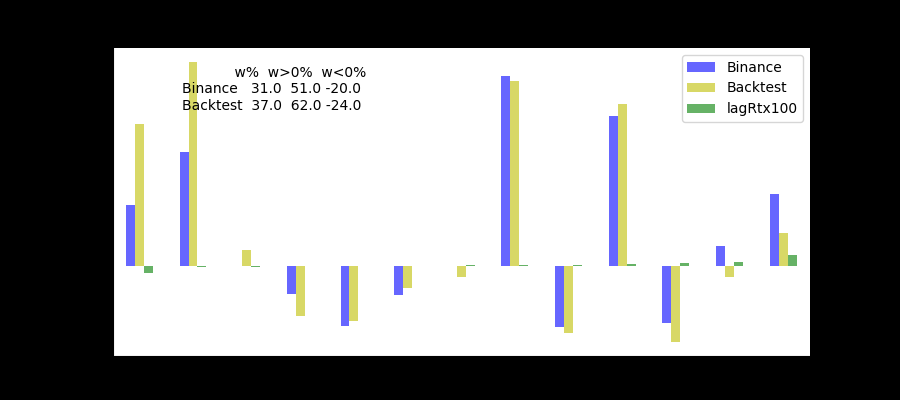 w% w>0% w<0%
Binance 31.0 51.0 -20.0
Backtest 37.0 62.0 -24.0
Binance
Backtest
lagRtx100